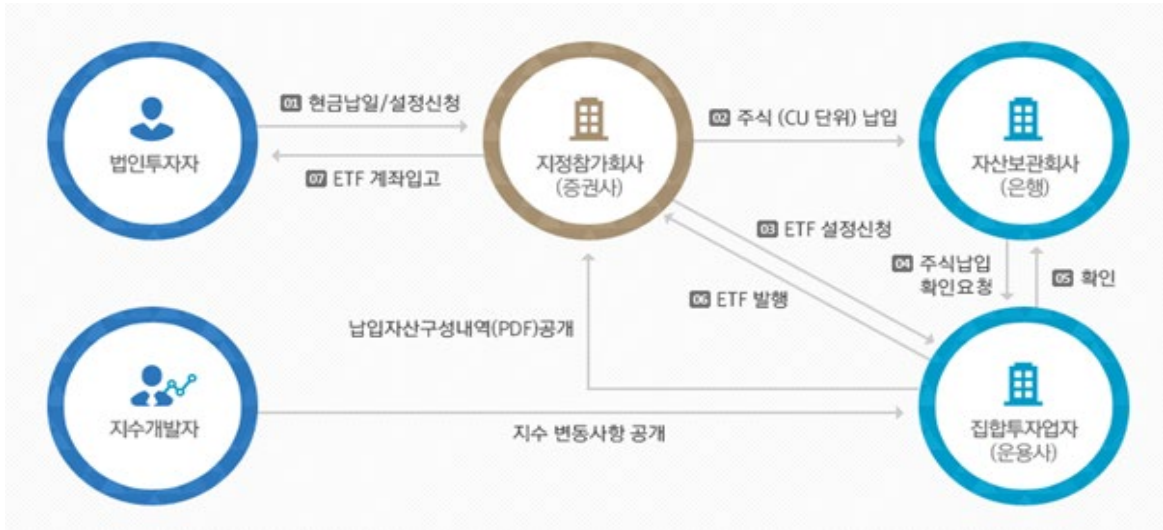 01 현금납일/설정신청
법인투자자
07 ETF 계좌입고
지정참가회사
(증권사)
02 주식 (CU 단위) 납입
자산보관회사
(은행)
03 ETF 설정신청
04 주식납입
확인요청
05 확인
06 ETF 발행
납입자산구성내역(PDF)공개
지수개발자
지수 변동사항 공개
집합투자업자
(운용사)